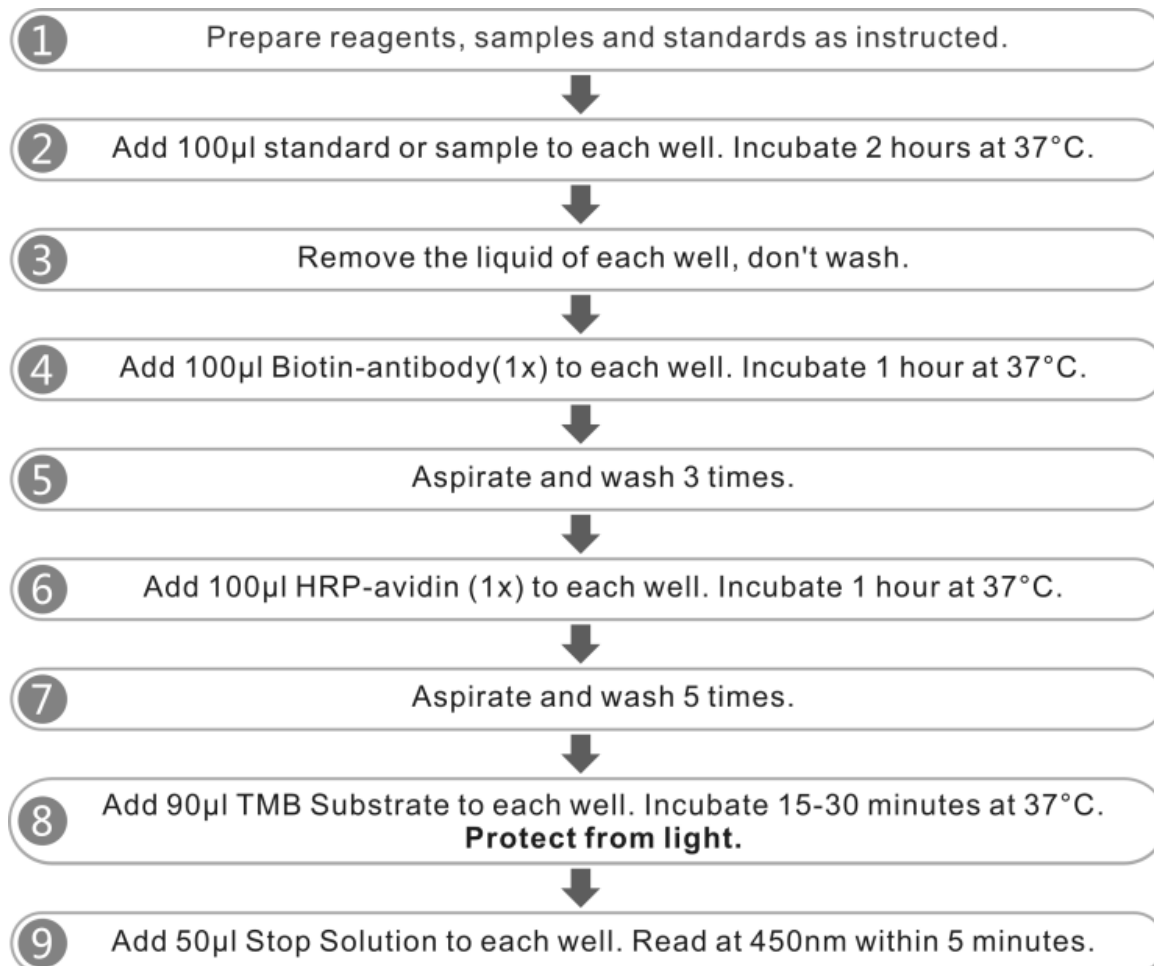 1 Prepare reagents, samples and standards as instructed.
2 Add 100µl standard or sample to each well. Incubate 2 hours at 37°C.
3 Remove the liquid of each well, don't wash.
4 Add 100µl Biotin-antibody(1x) to each well. Incubate 1 hour at 37°C.
5 Aspirate and wash 3 times.
6 Add 100µl HRP-avidin (1x) to each well. Incubate 1 hour at 37°C.
7 Aspirate and wash 5 times.
8 Add 90µl TMB Substrate to each well. Incubate 15-30 minutes at 37°C.
Protect from light.
9 Add 50µl Stop Solution to each well. Read at 450nm within 5 minutes.